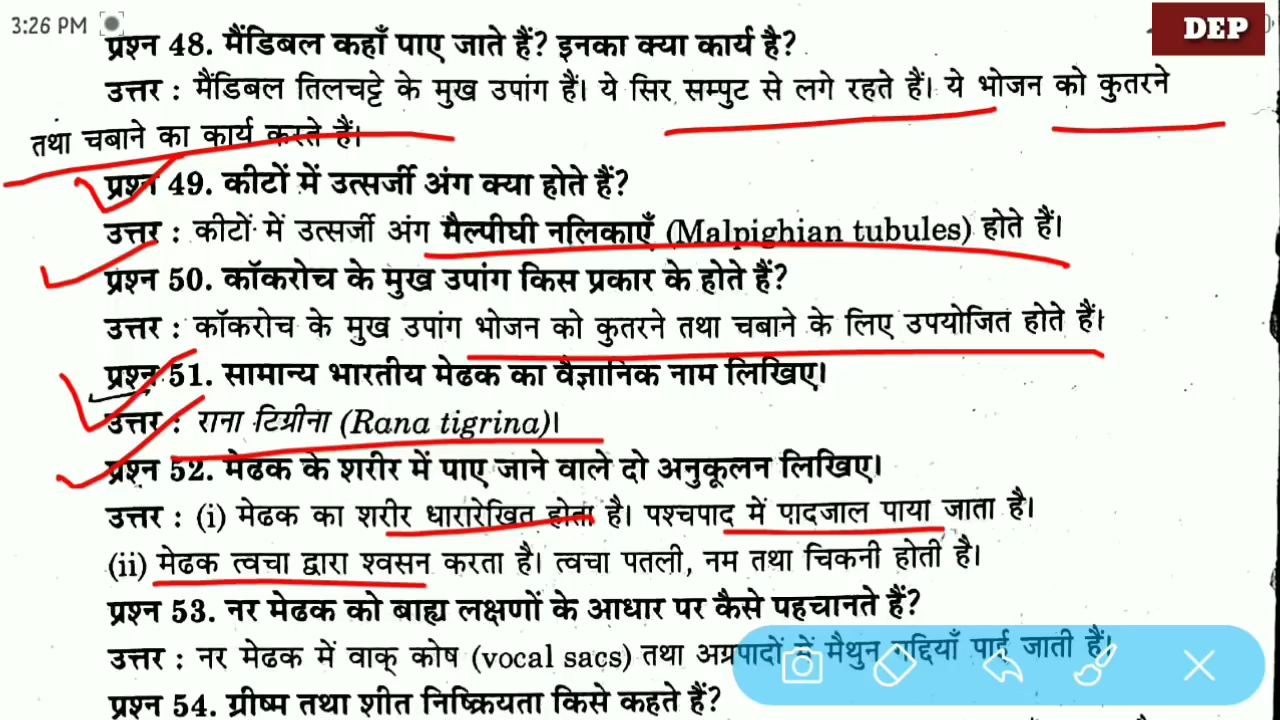 3:26 PM
DEP
प्रश्न 48. मैंडिबल कहाँ पाए जाते हैं? इनका क्या कार्य है?
उत्तर : मैंडिबल तिलचट्टे के मुख उपांग हैं। ये सिर सम्पुट से लगे रहते हैं। ये भोजन को कुतरने
तथा चबाने का कार्य करते हैं।
प्रश्न 49. कीटों में उत्सर्जी अंग क्या होते हैं?
उत्तर : कीटों में उत्सर्जी अंग मैल्पीघी नलिकाएँ (Malpighian tubules) होते हैं।
प्रश्न 50. कॉकरोच के मुख उपांग किस प्रकार के होते हैं?
उत्तर : कॉकरोच के मुख उपांग भोजन को कुतरने तथा चबाने के लिए उपयोजित होते हैं।
प्रश्न 51. सामान्य भारतीय मेढक का वैज्ञानिक नाम लिखिए।
उत्तर : राना टिग्रीना (Rana tigrina)।
प्रश्न 52. मेढक के शरीर में पाए जाने वाले दो अनुकूलन लिखिए।
उत्तर : (i) मेढक का शरीर धारारेखित होता है। पश्चपाद में पादजाल पाया जाता है।
(ii) मेढक त्वचा द्वारा श्वसन करता है। त्वचा पतली, नम तथा चिकनी होती है।
प्रश्न 53. नर मेढक को बाह्य लक्षणों के आधार पर कैसे पहचानते हैं?
उत्तर : नर मेढक में वाक् कोष (vocal sacs) तथा अग्रपादों में मैथुन गद्दियाँ पाई जाती हैं।
प्रश्न 54. ग्रीष्म तथा शीत निष्क्रियता किसे कहते हैं?